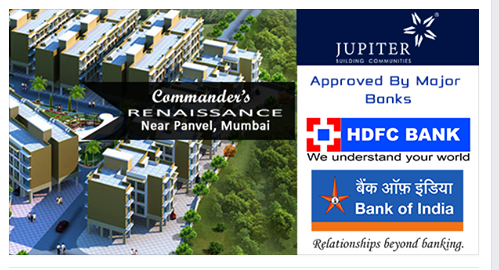 Commander's
RENAISSANCE
Near Panvel, Mumbai
JUPITER
BUILDING COMMUNITIES
Approved By Major
Banks
HDFC BANK
We understand your world
बैंक ऑफ़ इंडिया
Bank of India
Relationships beyond banking.